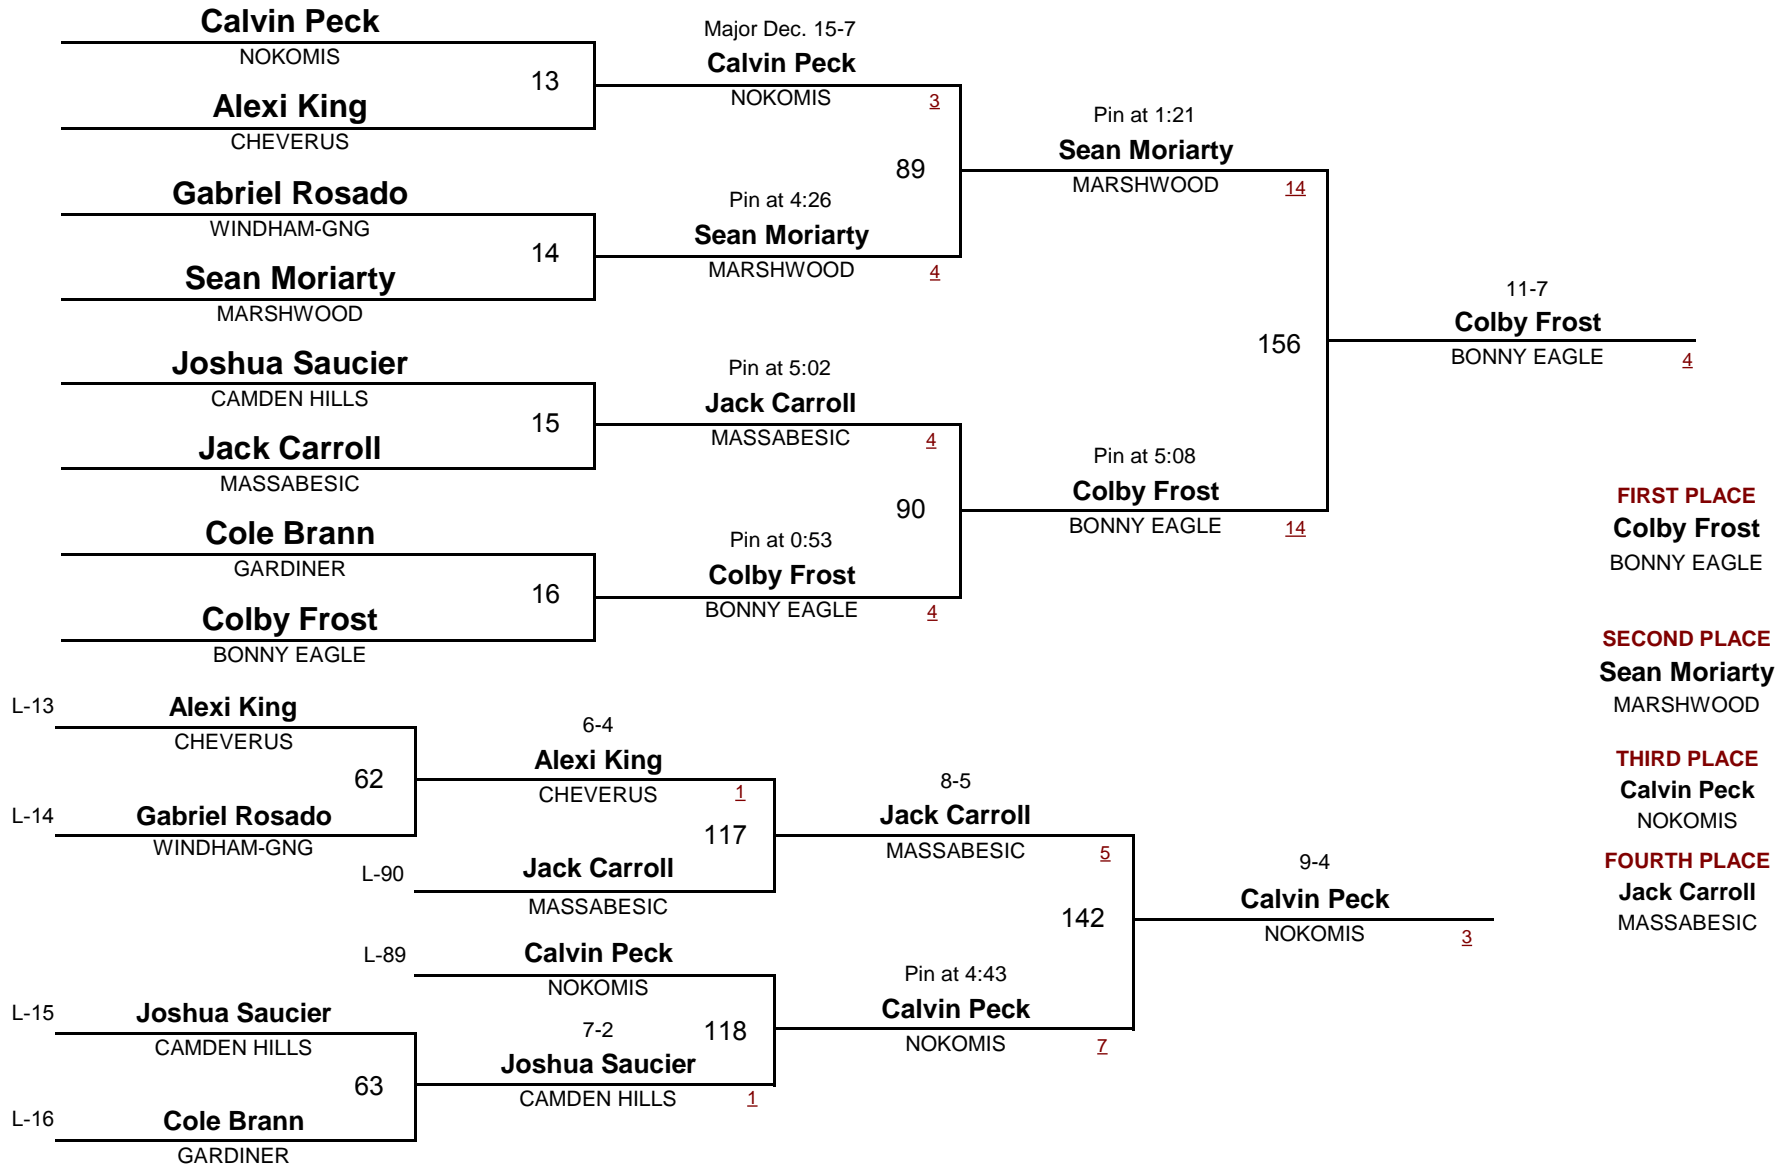 Calvin Peck
NOKOMIS
13
Alexi King
CHEVERUS
Gabriel Rosado
WINDHAM-GNG
14
Sean Moriarty
MARSHWOOD
Joshua Saucier
CAMDEN HILLS
15
Jack Carroll
MASSABESIC
Cole Brann
GARDINER
16
Colby Frost
BONNY EAGLE
Major Dec. 15-7
Calvin Peck
NOKOMIS 3
89
Pin at 4:26
Sean Moriarty
MARSHWOOD 4
Pin at 5:02
Jack Carroll
MASSABESIC 4
90
Pin at 0:53
Colby Frost
BONNY EAGLE 4
Pin at 1:21
Sean Moriarty
MARSHWOOD 14
156
Pin at 5:08
Colby Frost
BONNY EAGLE 14
11-7
Colby Frost
BONNY EAGLE 4
FIRST PLACE
Colby Frost
BONNY EAGLE
SECOND PLACE
Sean Moriarty
MARSHWOOD
THIRD PLACE
Calvin Peck
NOKOMIS
FOURTH PLACE
Jack Carroll
MASSABESIC
L-13 Alexi King
CHEVERUS
62
L-14 Gabriel Rosado
WINDHAM-GNG
6-4
Alexi King
CHEVERUS 1
117
L-90 Jack Carroll
MASSABESIC
L-89 Calvin Peck
NOKOMIS
118
7-2
Joshua Saucier
CAMDEN HILLS 1
L-15 Joshua Saucier
CAMDEN HILLS
63
L-16 Cole Brann
GARDINER
8-5
Jack Carroll
MASSABESIC 5
142
Pin at 4:43
Calvin Peck
NOKOMIS 7
9-4
Calvin Peck
NOKOMIS 3